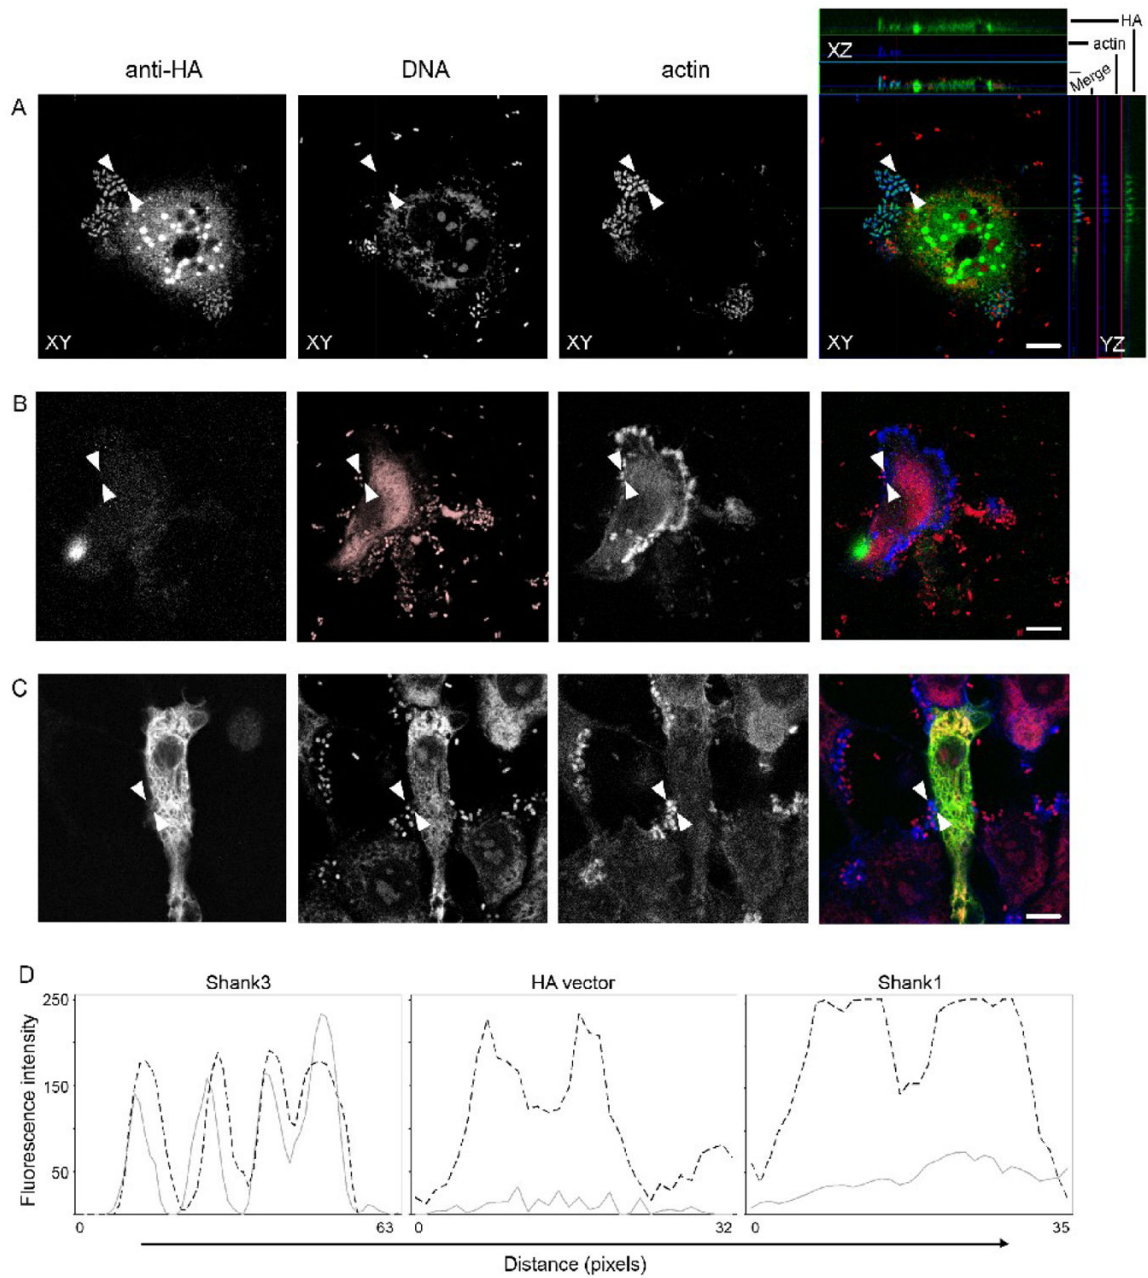 HA
XZ
actin
Merge
anti-HA DNA actin
A
XY XY XY XY YZ
B
C
D
Shank3 HA vector Shank1
Fluorescence intensity
250
150
50
0 63 0 32 0 35
Distance (pixels)